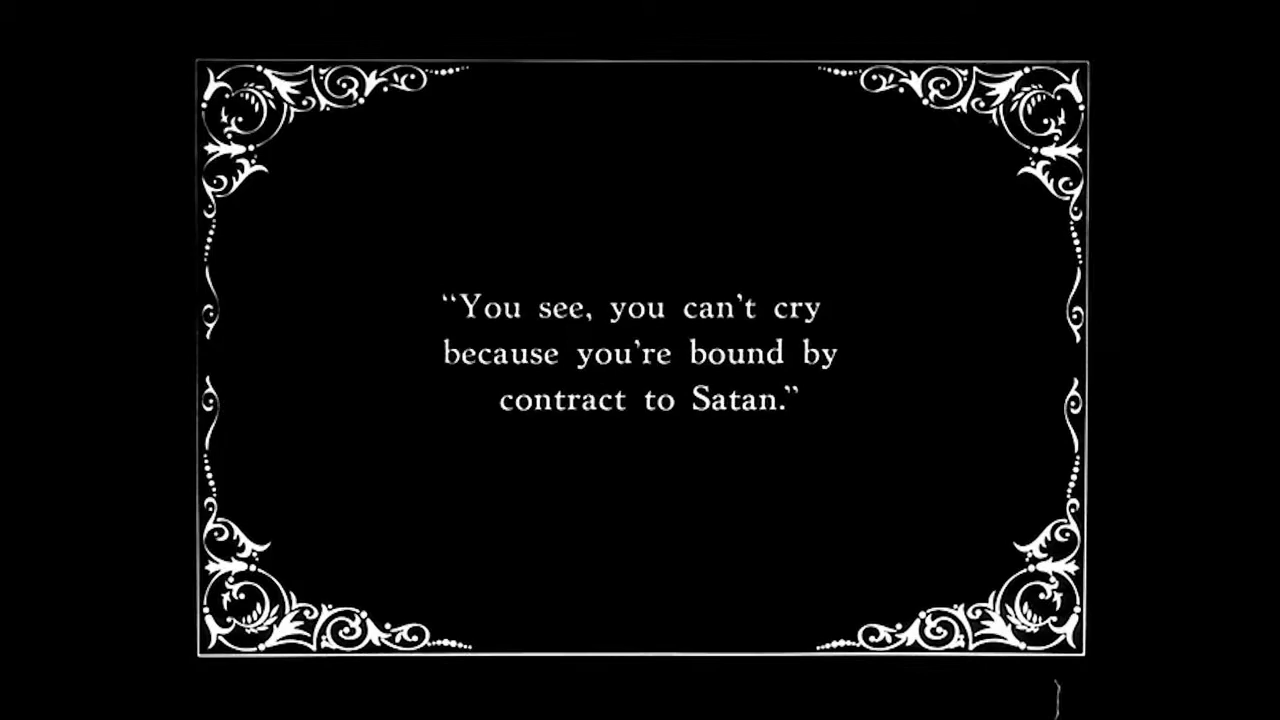 “You see, you can’t cry
because you’re bound by
contract to Satan.”